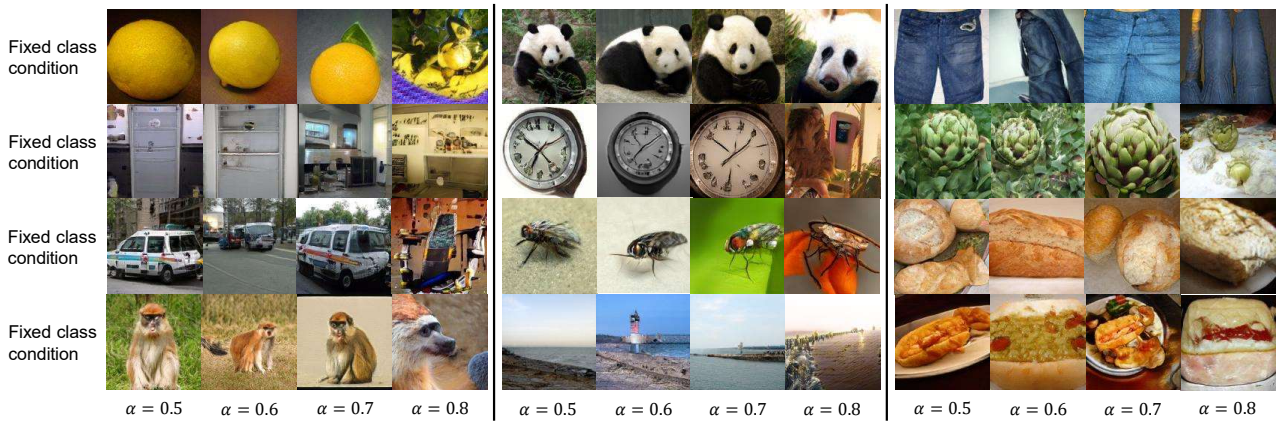 Fixed class
condition
Fixed class
condition
Fixed class
condition
Fixed class
condition
α = 0.5 α = 0.6 α = 0.7 α = 0.8 α = 0.5 α = 0.6 α = 0.7 α = 0.8 α = 0.5 α = 0.6 α = 0.7 α = 0.8